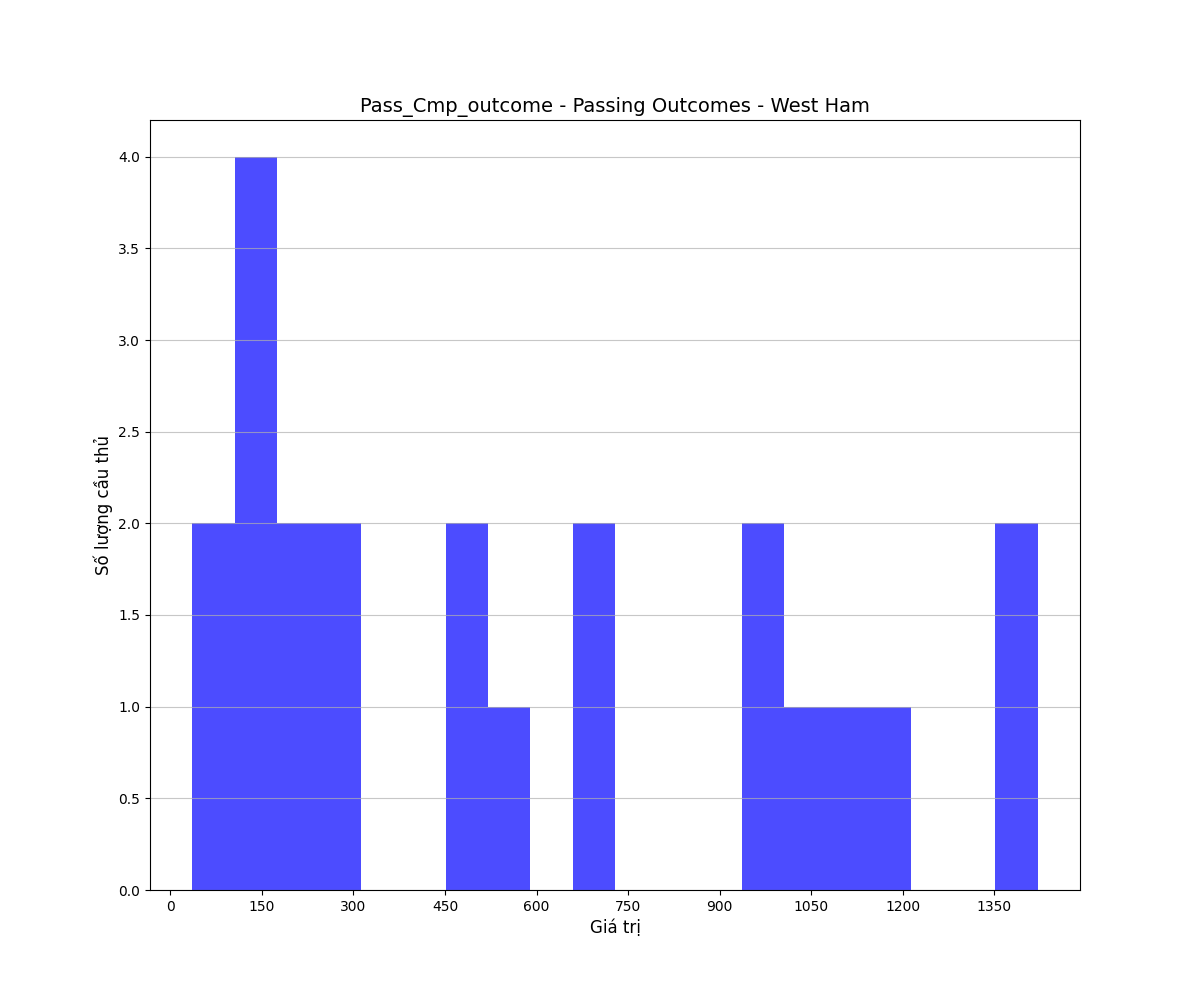 Pass_Cmp_outcome - Passing Outcomes - West Ham
Số lượng cầu thủ
4.0
3.5
3.0
2.5
2.0
1.5
1.0
0.5
0.0
0 150 300 450 600 750 900 1050 1200 1350
Giá trị